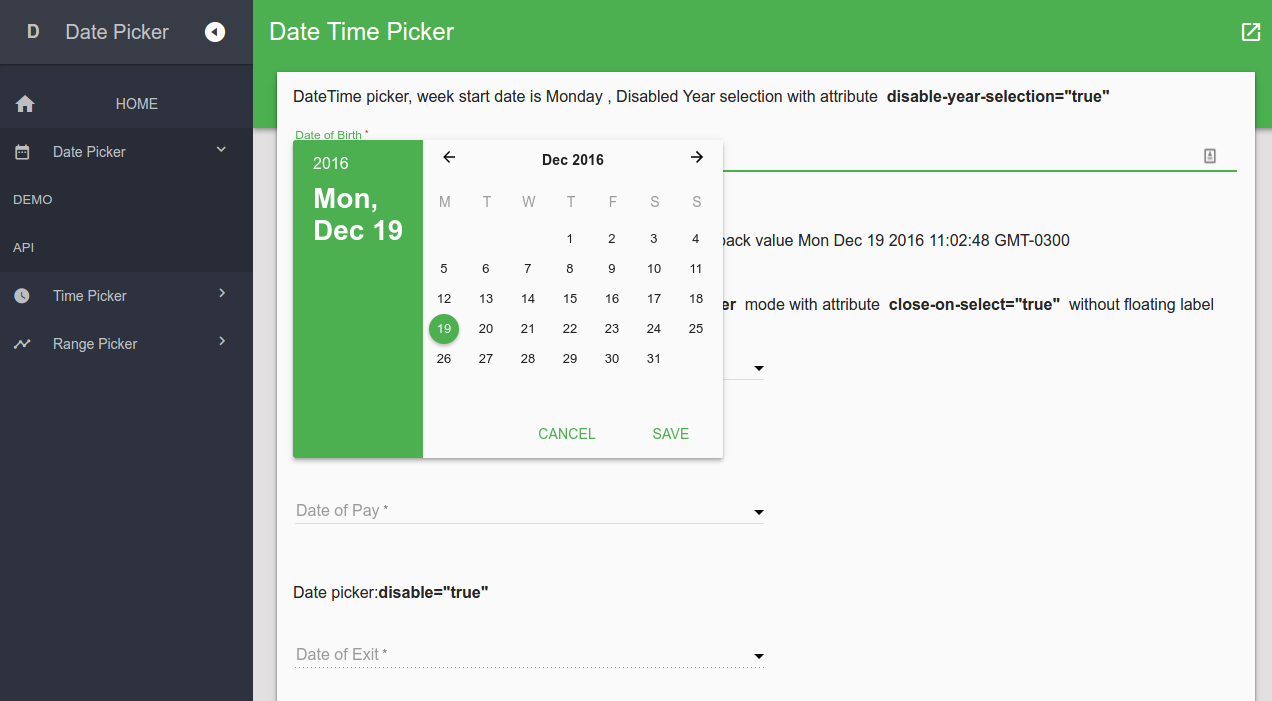 D Date Picker
HOME
Date Picker
DEMO
API
Time Picker
Range Picker
Date Time Picker
DateTime picker, week start date is Monday , Disabled Year selection with attribute disable-year-selection="true"
Date of Birth *
2016
Mon,
Dec 19
Dec 2016
M T W T F S S
1 2 3 4
5 6 7 8 9 10 11
12 13 14 15 16 17 18
19 20 21 22 23 24 25
26 27 28 29 30 31
CANCEL SAVE
value Mon Dec 19 2016 11:02:48 GMT-0300
mode with attribute close-on-select="true" without floating label
Date of Pay *
Date picker:disable="true"
Date of Exit *